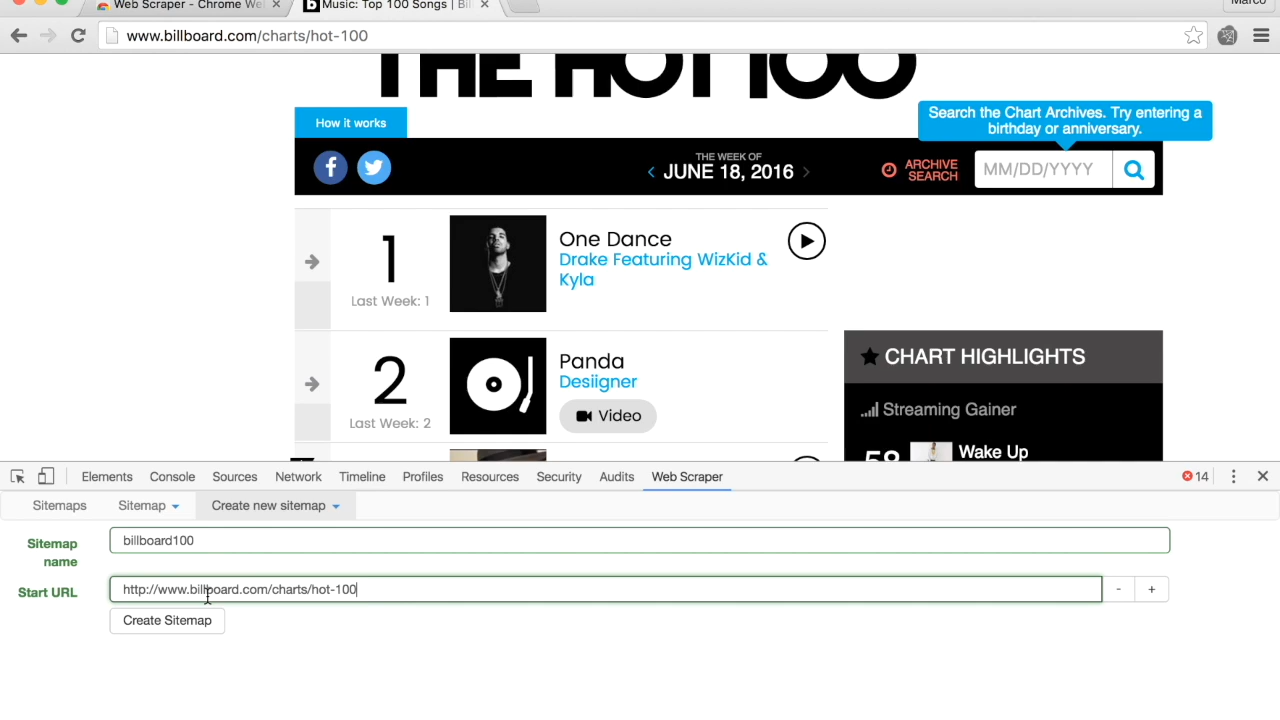 Web Scraper - Chrome We
Music: Top 100 Songs | Bil
Marco
www.billboard.com/charts/hot-100
THE HOT 100
How it works
Search the Chart Archives. Try entering a
birthday or anniversary.
THE WEEK OF
JUNE 18, 2016
ARCHIVE
SEARCH
MM/DD/YYYY
1
Last Week: 1
One Dance
Drake Featuring WizKid &
Kyla
2
Last Week: 2
Panda
Desiigner
Video
CHART HIGHLIGHTS
Streaming Gainer
58
Wake Up
Elements Console Sources Network Timeline Profiles Resources Security Audits Web Scraper 14
Sitemaps Sitemap Create new sitemap
Sitemap
name
billboard100
Start URL
http://www.billboard.com/charts/hot-100
- +
Create Sitemap